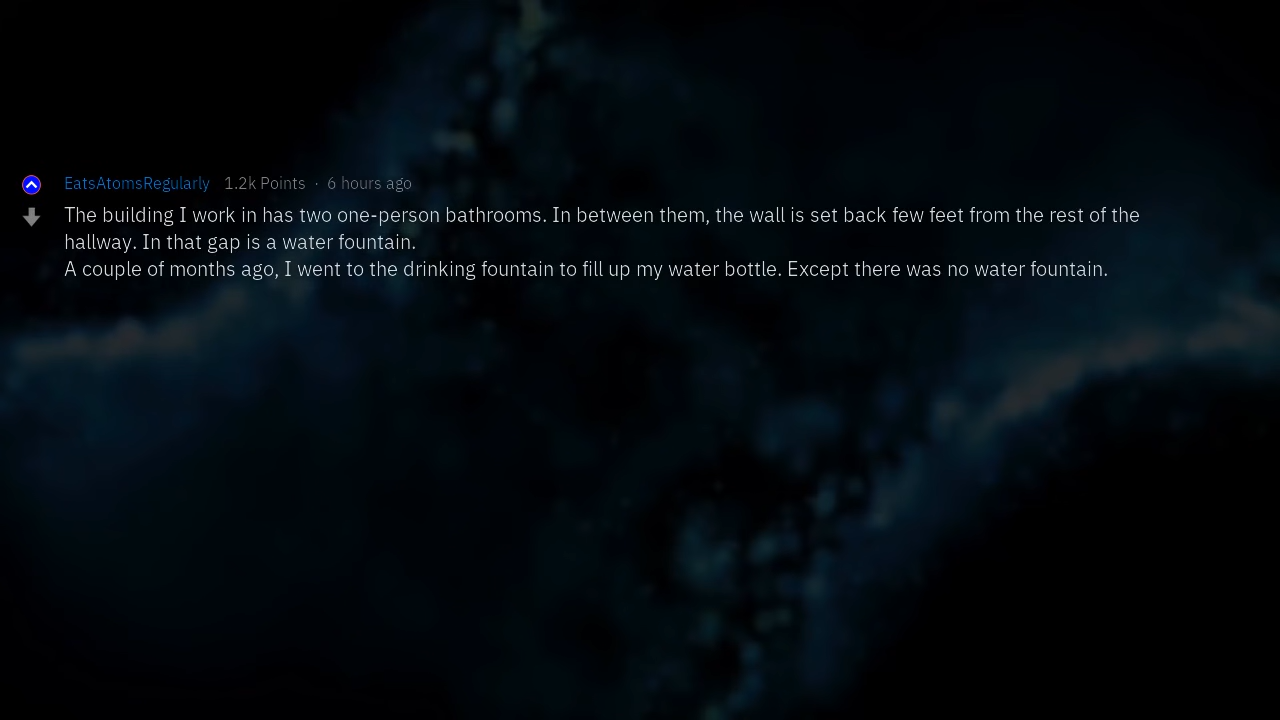 EatsAtomsRegularly 1.2k Points · 6 hours ago
The building I work in has two one-person bathrooms. In between them, the wall is set back few feet from the rest of the
hallway. In that gap is a water fountain.
A couple of months ago, I went to the drinking fountain to fill up my water bottle. Except there was no water fountain.